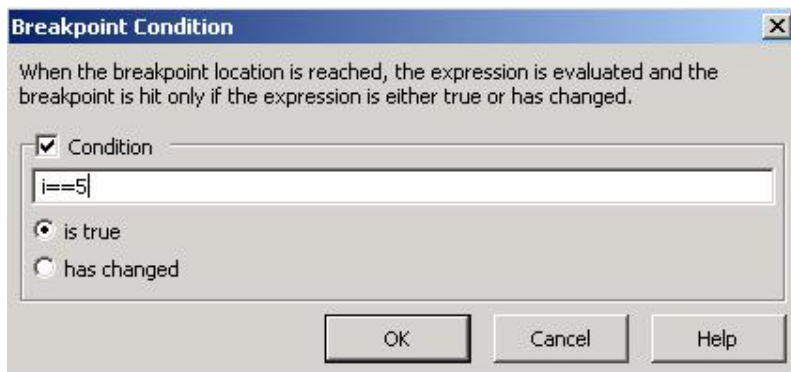 Breakpoint Condition
When the breakpoint location is reached, the expression is evaluated and the
breakpoint is hit only if the expression is either true or has changed.
Condition
i==5
is true
has changed
OK Cancel Help